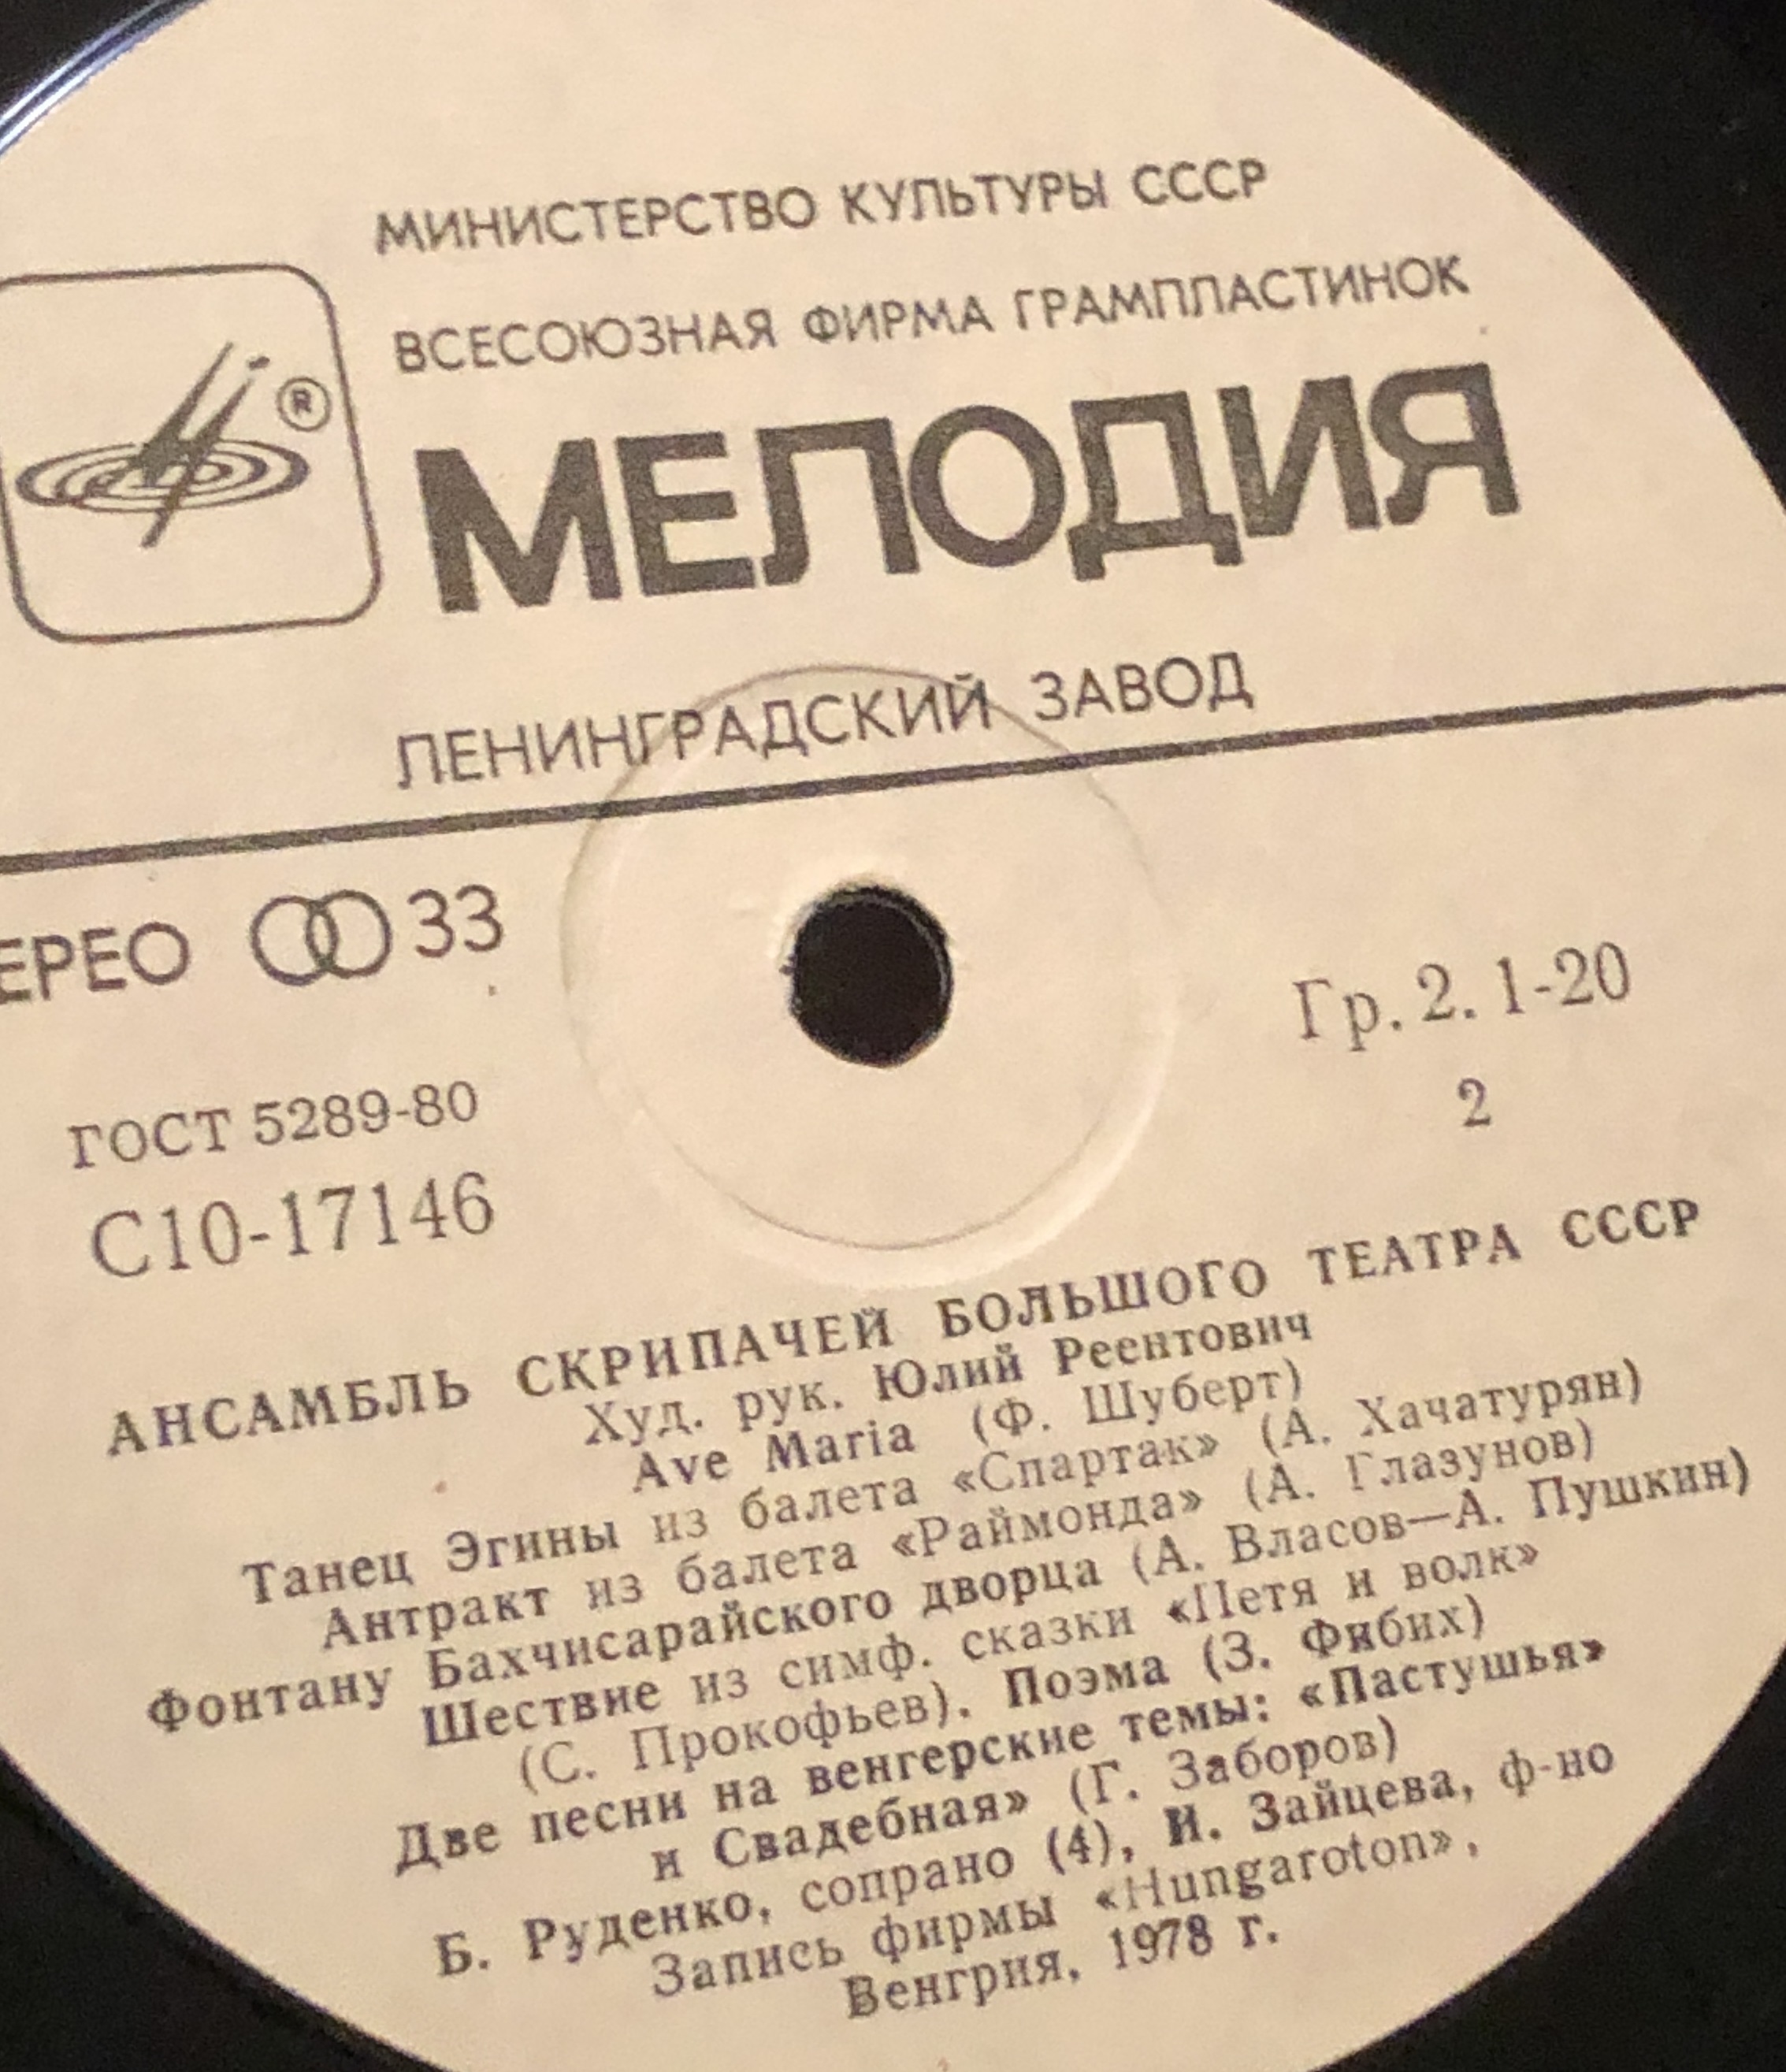 МИНИСТЕРСТВО КУЛЬТУРЫ СССР
ВСЕСОЮЗНАЯ ФИРМА ГРАМПЛАСТИНОК
®
МЕЛОДИЯ
ЛЕНИНГРАДСКИЙ ЗАВОД
ЕРЕО 33
Гр. 2. 1-20
ГОСТ 5289-80
2
С10-17146
АНСАМБЛЬ СКРИПАЧЕЙ БОЛЬШОГО ТЕАТРА СССР
Худ. рук. Юлий Реентович
Ave Maria (Ф. Шуберт)
Танец Эгины из балета «Спартак» (А. Хачатурян)
Антракт из балета «Раймонда» (А. Глазунов)
Фонтану Бахчисарайского дворца (А. Власов—А. Пушкин)
Шествие из симф. сказки «Петя и волк»
(С. Прокофьев). Поэма (З. Фибих)
Две песни на венгерские темы: «Пастушья»
и Свадебная» (Г. Заборов)
Б. Руденко, сопрано (4), И. Зайцева, ф-но
Запись фирмы «Hungaroton»,
Венгрия, 1978 г.